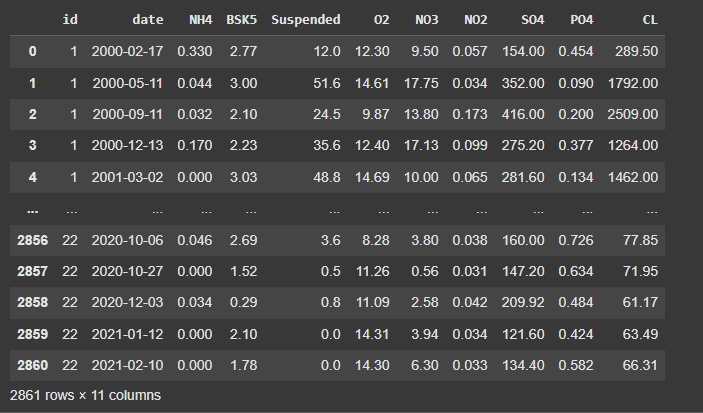 id date NH4 BSK5 Suspended O2 NO3 NO2 SO4 PO4 CL
0 1 2000-02-17 0.330 2.77 12.0 12.30 9.50 0.057 154.00 0.454 289.50
1 1 2000-05-11 0.044 3.00 51.6 14.61 17.75 0.034 352.00 0.090 1792.00
2 1 2000-09-11 0.032 2.10 24.5 9.87 13.80 0.173 416.00 0.200 2509.00
3 1 2000-12-13 0.170 2.23 35.6 12.40 17.13 0.099 275.20 0.377 1264.00
4 1 2001-03-02 0.000 3.03 48.8 14.69 10.00 0.065 281.60 0.134 1462.00
... ... ... ... ... ... ... ... ... ... ... ...
2856 22 2020-10-06 0.046 2.69 3.6 8.28 3.80 0.038 160.00 0.726 77.85
2857 22 2020-10-27 0.000 1.52 0.5 11.26 0.56 0.031 147.20 0.634 71.95
2858 22 2020-12-03 0.034 0.29 0.8 11.09 2.58 0.042 209.92 0.484 61.17
2859 22 2021-01-12 0.000 2.10 0.0 14.31 3.94 0.034 121.60 0.424 63.49
2860 22 2021-02-10 0.000 1.78 0.0 14.30 6.30 0.033 134.40 0.582 66.31
2861 rows × 11 columns